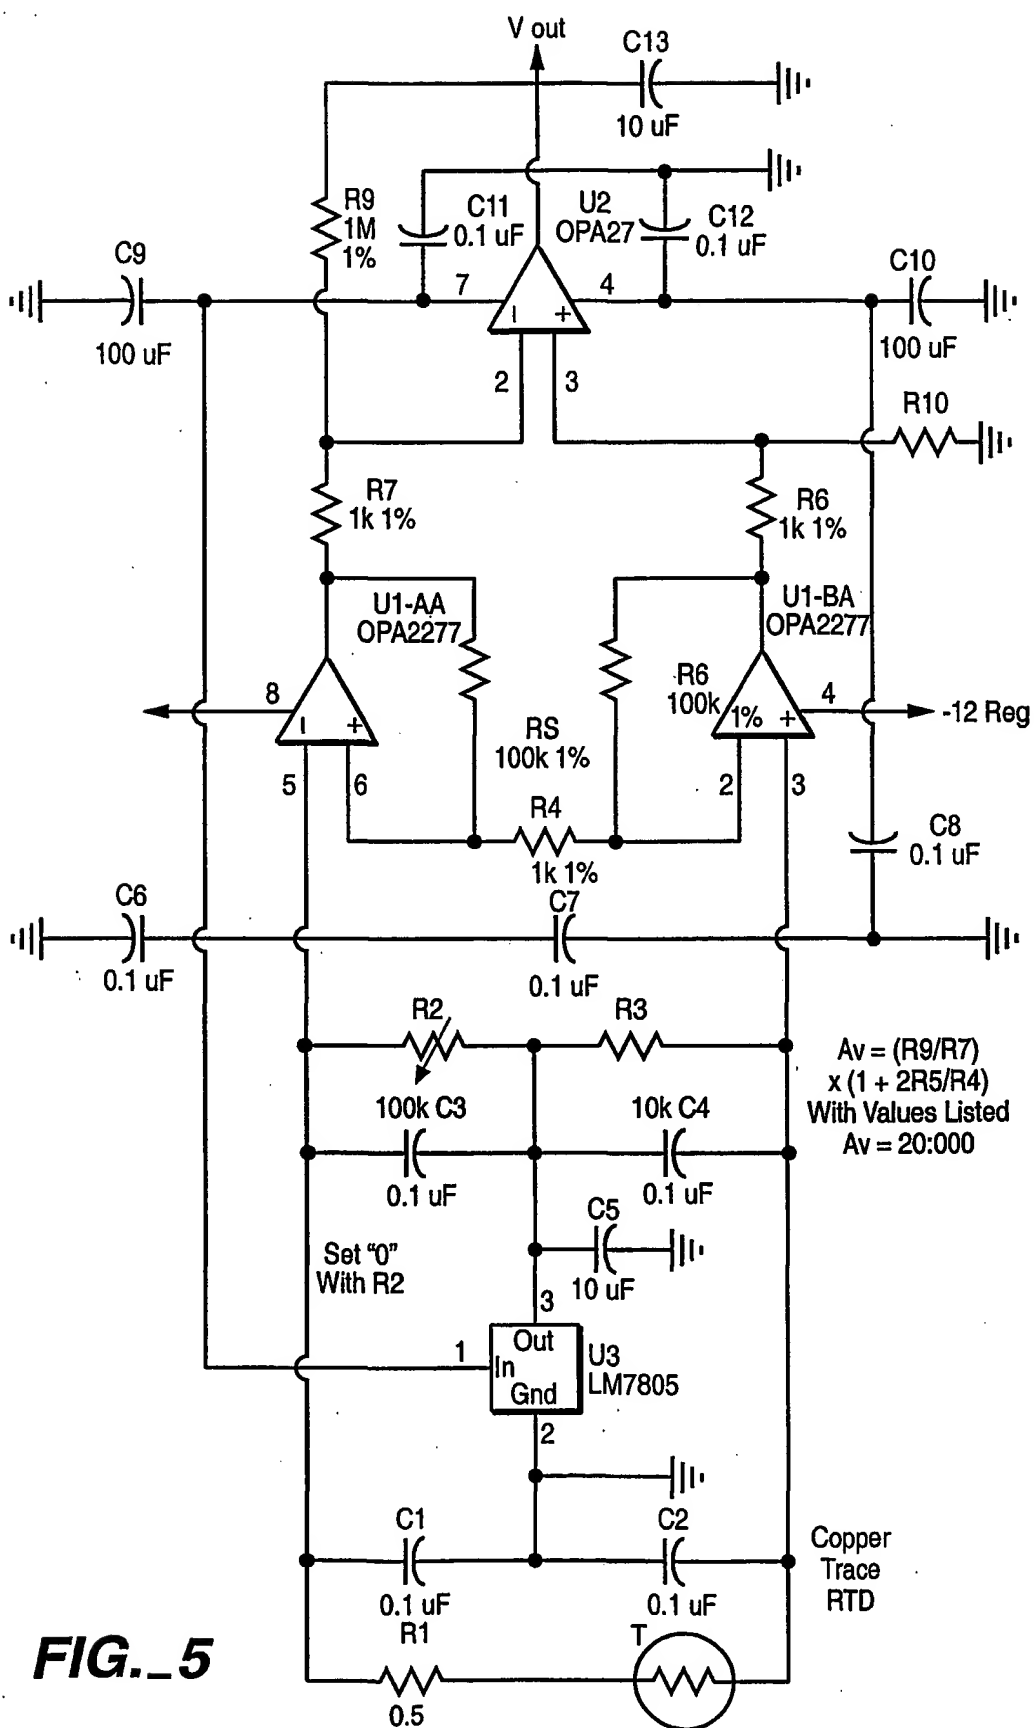 V out
C13
10 uF
R9
1M
1%
C11
0.1 uF
U2
OPA27
C12
0.1 uF
C9
100 uF
7
4
C10
100 uF
2
3
R10
R7
1k 1%
R6
1k 1%
U1-AA
OPA2277
U1-BA
OPA2277
8
R6
100k
1%
4
-12 Reg
RS
100k 1%
5
6
2
3
R4
1k 1%
C8
0.1 uF
C6
0.1 uF
C7
0.1 uF
R2
R3
Av = (R9/R7)
x (1 + 2R5/R4)
With Values Listed
Av = 20:000
100k C3
0.1 uF
10k C4
0.1 uF
Set "0"
With R2
C5
10 uF
3
Out
1
In
Gnd
U3
LM7805
2
C1
0.1 uF
C2
0.1 uF
Copper
Trace
RTD
R1
0.5
T
FIG._5